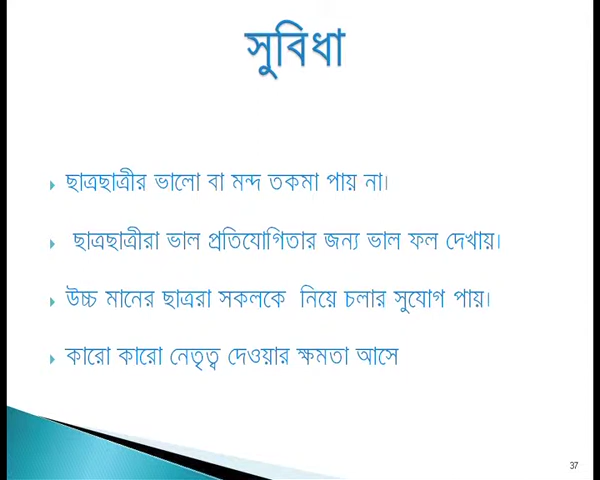 সুবিধা
ছাত্রছাত্রীর ভালো বা মন্দ তকমা পায় না।
ছাত্রছাত্রীরা ভাল প্রতিযোগিতার জন্য ভাল ফল দেখায়।
উচ্চ মানের ছাত্ররা সকলকে নিয়ে চলার সুযোগ পায়।
কারো কারো নেতৃত্ব দেওয়ার ক্ষমতা আসে
37